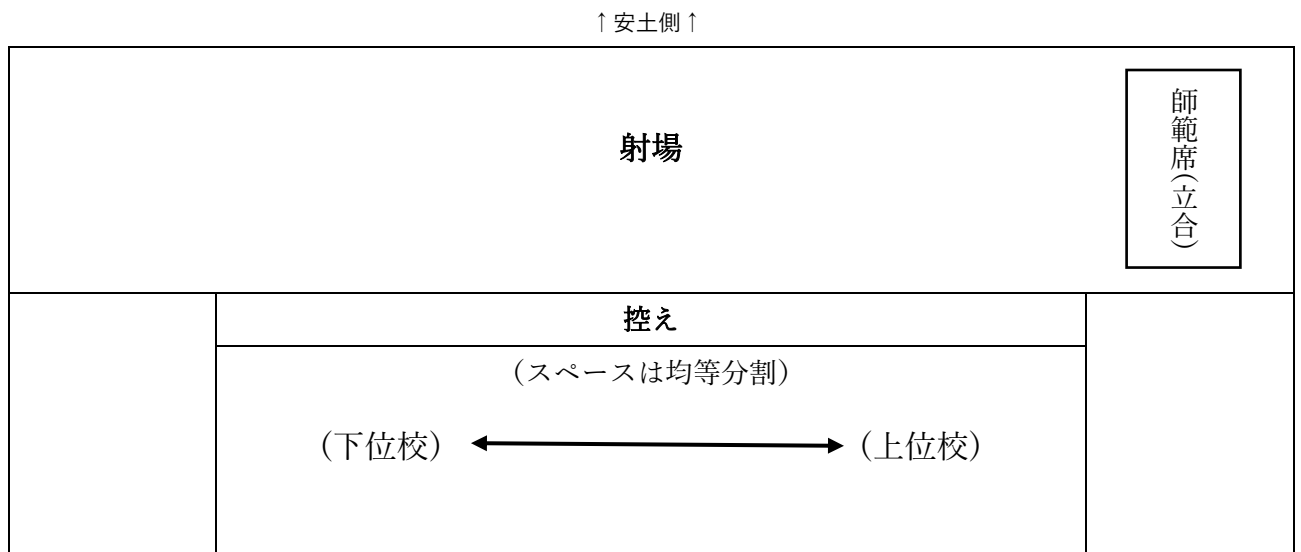 ↑安土側↑
射場
師範席(立合)
控え
（スペースは均等分割）
（下位校）
（上位校）